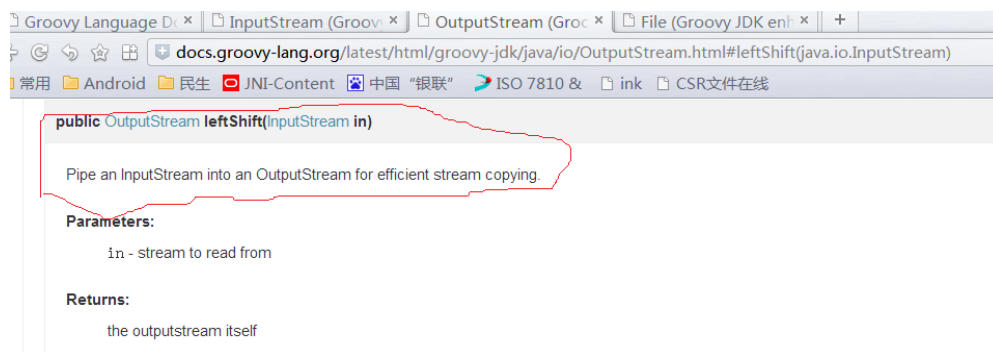 Groovy Language Do × InputStream (Groovy × OutputStream (Groo × File (Groovy JDK enh × +
docs.groovy-lang.org/latest/html/groovy-jdk/java/io/OutputStream.html#leftShift(java.io.InputStream)
常用 Android 民生 JNI-Content 中国 “银联” ISO 7810 & ink CSR文件在线
public OutputStream leftShift(InputStream in)
Pipe an InputStream into an OutputStream for efficient stream copying.
Parameters:
in - stream to read from
Returns:
the outputstream itself